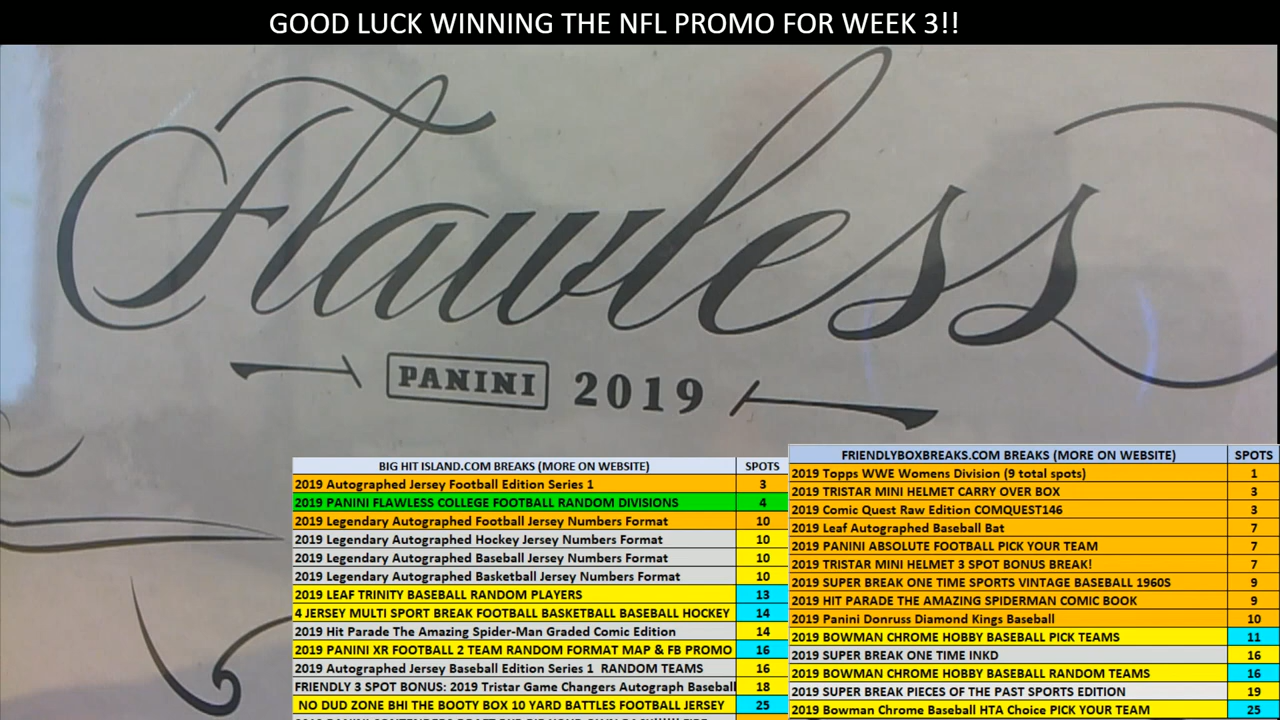 GOOD LUCK WINNING THE NFL PROMO FOR WEEK 3!!
Flawless
PANINI 2019
BIG HIT ISLAND.COM BREAKS (MORE ON WEBSITE) SPOTS
2019 Autographed Jersey Football Edition Series 1 3
2019 PANINI FLAWLESS COLLEGE FOOTBALL RANDOM DIVISIONS 4
2019 Legendary Autographed Football Jersey Numbers Format 10
2019 Legendary Autographed Hockey Jersey Numbers Format 10
2019 Legendary Autographed Baseball Jersey Numbers Format 10
2019 Legendary Autographed Basketball Jersey Numbers Format 10
2019 LEAF TRINITY BASEBALL RANDOM PLAYERS 13
4 JERSEY MULTI SPORT BREAK FOOTBALL BASKETBALL BASEBALL HOCKEY 14
2019 Hit Parade The Amazing Spider-Man Graded Comic Edition 14
2019 PANINI XR FOOTBALL 2 TEAM RANDOM FORMAT MAP & FB PROMO 16
2019 Autographed Jersey Baseball Edition Series 1 RANDOM TEAMS 16
FRIENDLY 3 SPOT BONUS: 2019 Tristar Game Changers Autograph Baseball 18
NO DUD ZONE BHI THE BOOTY BOX 10 YARD BATTLES FOOTBALL JERSEY 25
FRIENDLYBOXBREAKS.COM BREAKS (MORE ON WEBSITE) SPOTS
2019 Topps WWE Womens Division (9 total spots) 1
2019 TRISTAR MINI HELMET CARRY OVER BOX 3
2019 Comic Quest Raw Edition COMQUEST146 3
2019 Leaf Autographed Baseball Bat 7
2019 PANINI ABSOLUTE FOOTBALL PICK YOUR TEAM 7
2019 TRISTAR MINI HELMET 3 SPOT BONUS BREAK! 7
2019 SUPER BREAK ONE TIME SPORTS VINTAGE BASEBALL 1960S 9
2019 HIT PARADE THE AMAZING SPIDERMAN COMIC BOOK 9
2019 Panini Donruss Diamond Kings Baseball 10
2019 BOWMAN CHROME HOBBY BASEBALL PICK TEAMS 11
2019 SUPER BREAK ONE TIME INKD 16
2019 BOWMAN CHROME HOBBY BASEBALL RANDOM TEAMS 16
2019 SUPER BREAK PIECES OF THE PAST SPORTS EDITION 19
2019 Bowman Chrome Baseball HTA Choice PICK YOUR TEAM 25